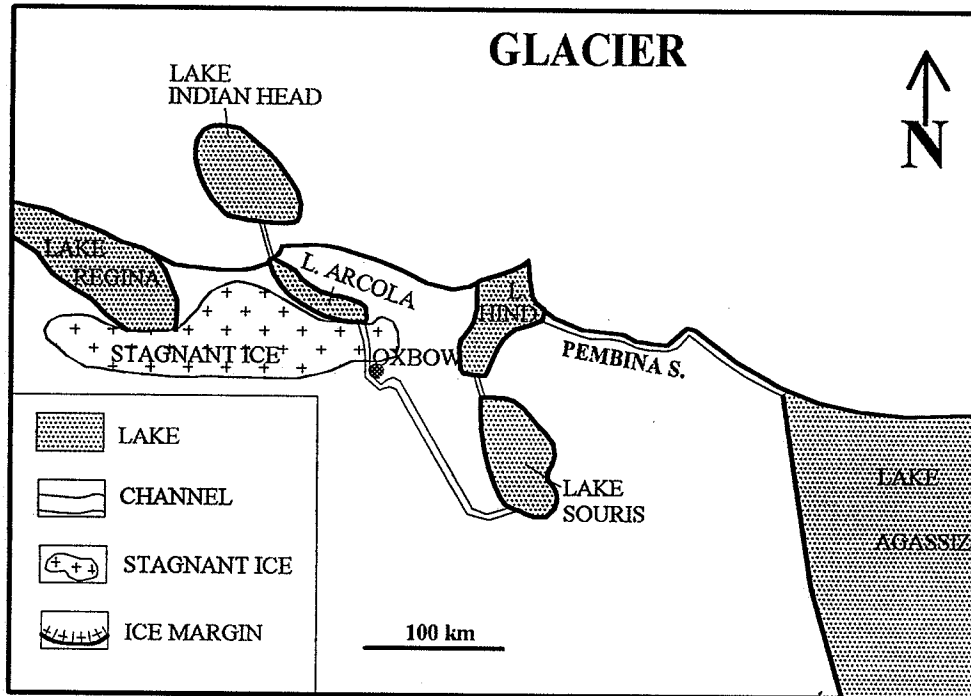 GLACIER
LAKE
INDIAN HEAD
N
LAKE
REGINA
L. ARCOLA
L.
HIND
STAGNANT ICE
OXBOW
PEMBINA S.
LAKE
SOURIS
LAKE
AGASSIZ
LAKE
CHANNEL
STAGNANT ICE
ICE MARGIN
100 km